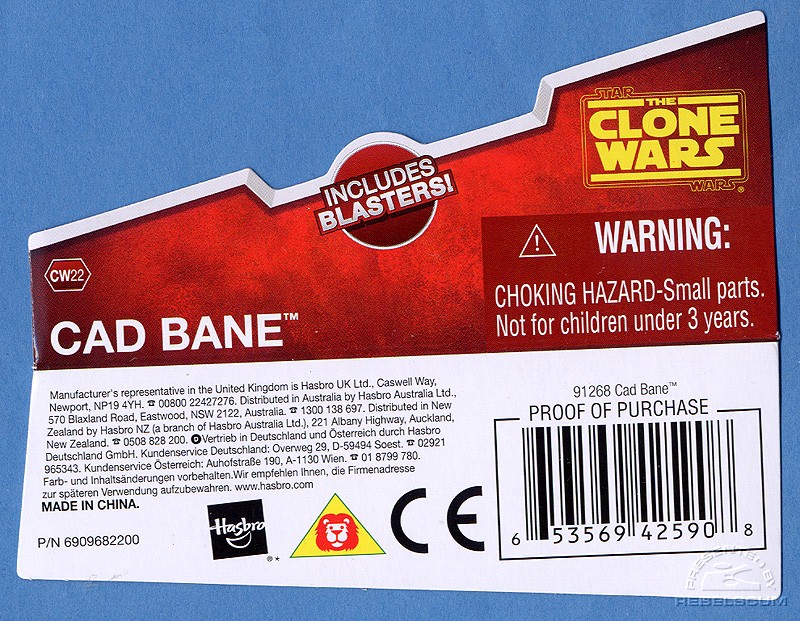 STAR
THE
CLONE
WARS
WARS®
INCLUDES
BLASTERS!
CW22
CAD BANE™
WARNING:
CHOKING HAZARD-Small parts.
Not for children under 3 years.
Manufacturer's representative in the United Kingdom is Hasbro UK Ltd., Caswell Way,
Newport, NP19 4YH. ☎ 00800 22427276. Distributed in Australia by Hasbro Australia Ltd.,
570 Blaxland Road, Eastwood, NSW 2122, Australia. ☎ 1300 138 697. Distributed in New
Zealand by Hasbro NZ (a branch of Hasbro Australia Ltd.), 221 Albany Highway, Auckland,
New Zealand. ☎ 0508 828 200. D Vertrieb in Deutschland und Österreich durch Hasbro
Deutschland GmbH. Kundenservice Deutschland: Overweg 29, D-59494 Soest. ☎ 02921
965343. Kundenservice Österreich: Auhofstraße 190, A-1130 Wien. ☎ 01 8799 780.
Farb- und Inhaltsänderungen vorbehalten.Wir empfehlen Ihnen, die Firmenadresse
zur späteren Verwendung aufzubewahren. www.hasbro.com
MADE IN CHINA.
P/N 6909682200
Hasbro
®*
CE
91268 Cad Bane™
PROOF OF PURCHASE
6 53569 42590 8
PRESENTED BY
REBELSCUM